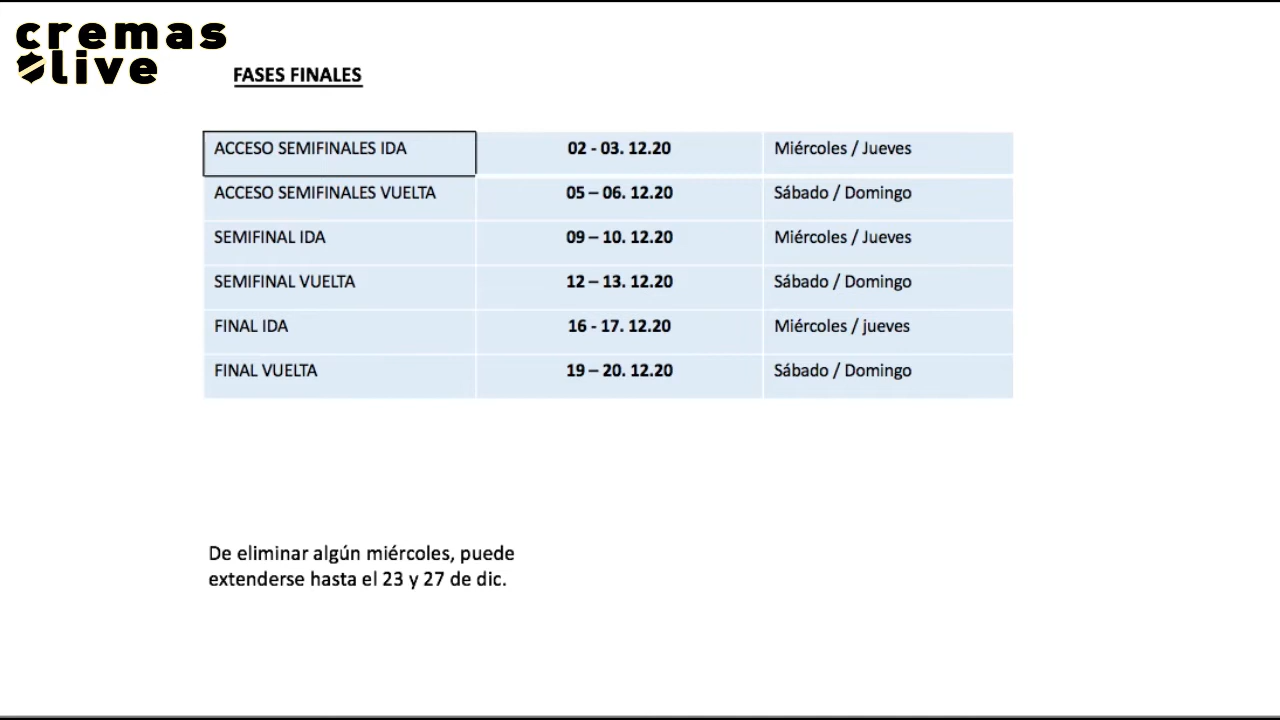 cremas
live
FASES FINALES
ACCESO SEMIFINALES IDA 02 - 03. 12.20 Miércoles / Jueves
ACCESO SEMIFINALES VUELTA 05 – 06. 12.20 Sábado / Domingo
SEMIFINAL IDA 09 – 10. 12.20 Miércoles / Jueves
SEMIFINAL VUELTA 12 – 13. 12.20 Sábado / Domingo
FINAL IDA 16 - 17. 12.20 Miércoles / jueves
FINAL VUELTA 19 – 20. 12.20 Sábado / Domingo
De eliminar algún miércoles, puede
extenderse hasta el 23 y 27 de dic.